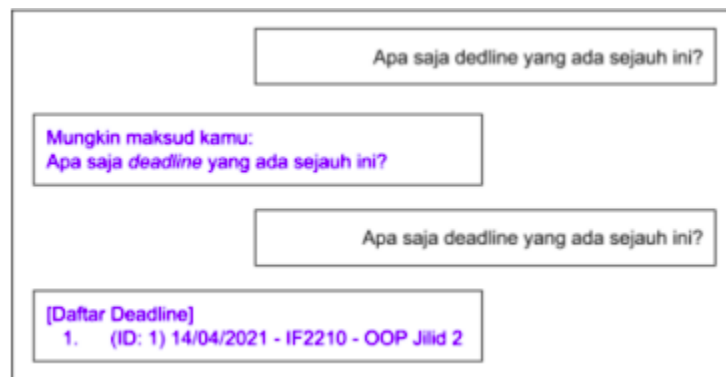 Apa saja dedline yang ada sejauh ini?
Mungkin maksud kamu:
Apa saja deadline yang ada sejauh ini?
Apa saja deadline yang ada sejauh ini?
[Daftar Deadline]
1. (ID: 1) 14/04/2021 - IF2210 - OOP Jilid 2